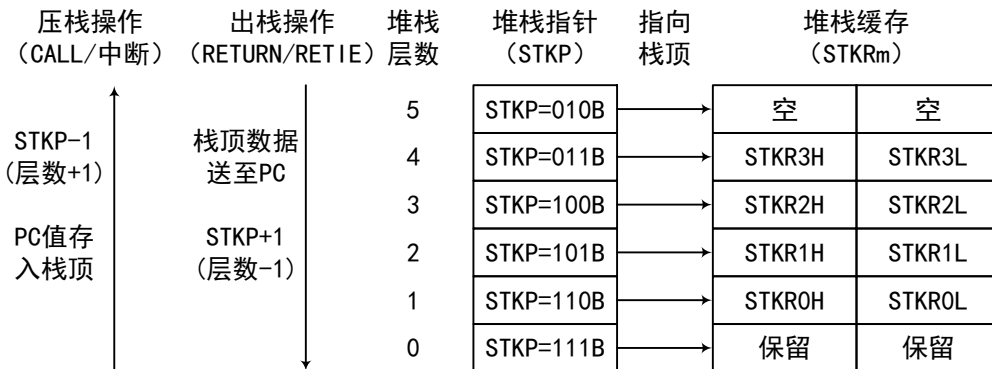 压栈操作 出栈操作 堆栈 堆栈指针 指向 堆栈缓存
（CALL/中断） （RETURN/RETIE） 层数 （STKP） 栈顶 （STKRm）
5 STKP=010B 空 空
STKP-1 栈顶数据
(层数+1) 送至PC
4 STKP=011B STKR3H STKR3L
3 STKP=100B STKR2H STKR2L
PC值存 STKP+1
入栈顶 (层数-1)
2 STKP=101B STKR1H STKR1L
1 STKP=110B STKR0H STKR0L
0 STKP=111B 保留 保留